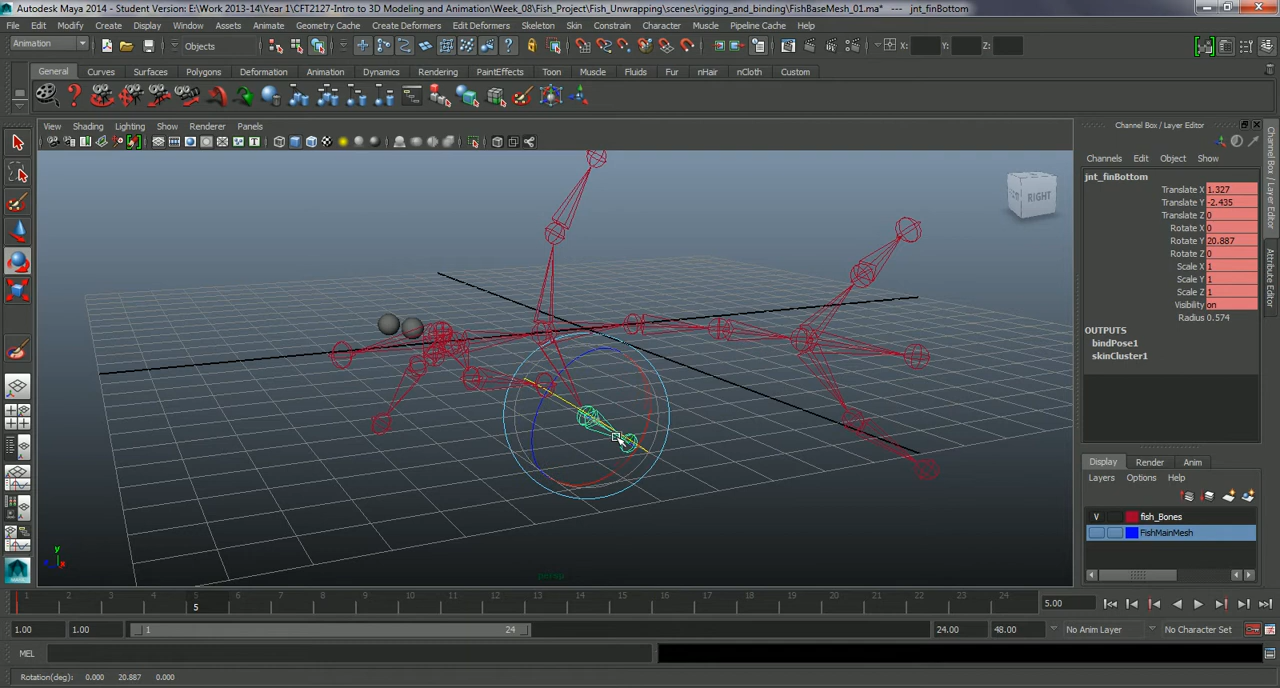 Autodesk Maya 2014 - Student Version: E:\Work 2013-14\Year 1\CFT2127-Intro to 3D Modeling and Animation\Week_08\Fish_Project\Fish_Unwrapping\scenes\rigging_and_binding\FishBaseMesh_01.ma* --- jnt_finBottom
File Edit Modify Create Display Window Assets Animate Geometry Cache Create Deformers Edit Deformers Skeleton Skin Constrain Character Muscle Pipeline Cache Help
Animation Objects X: Y: Z:
General Curves Surfaces Polygons Deformation Animation Dynamics Rendering PaintEffects Toon Muscle Fluids Fur nHair nCloth Custom
View Shading Lighting Show Renderer Panels
RIGHT
y
persp
Channel Box / Layer Editor
Channels Edit Object Show
jnt_finBottom
Translate X 1.327
Translate Y -2.435
Translate Z 0
Rotate X 0
Rotate Y 20.887
Rotate Z 0
Scale X 1
Scale Y 1
Scale Z 1
Visibility on
Radius 0.574
OUTPUTS
bindPose1
skinCluster1
Channel Box / Layer Editor
Attribute Editor
Display Render Anim
Layers Options Help
V fish_Bones
FishMainMesh
1 2 3 4 5 6 7 8 9 10 11 12 13 14 15 16 17 18 19 20 21 22 23 24
5
5.00
1.00 1.00 1 24 24.00 48.00 No Anim Layer No Character Set
MEL
Rotation(deg): 0.000 20.887 0.000